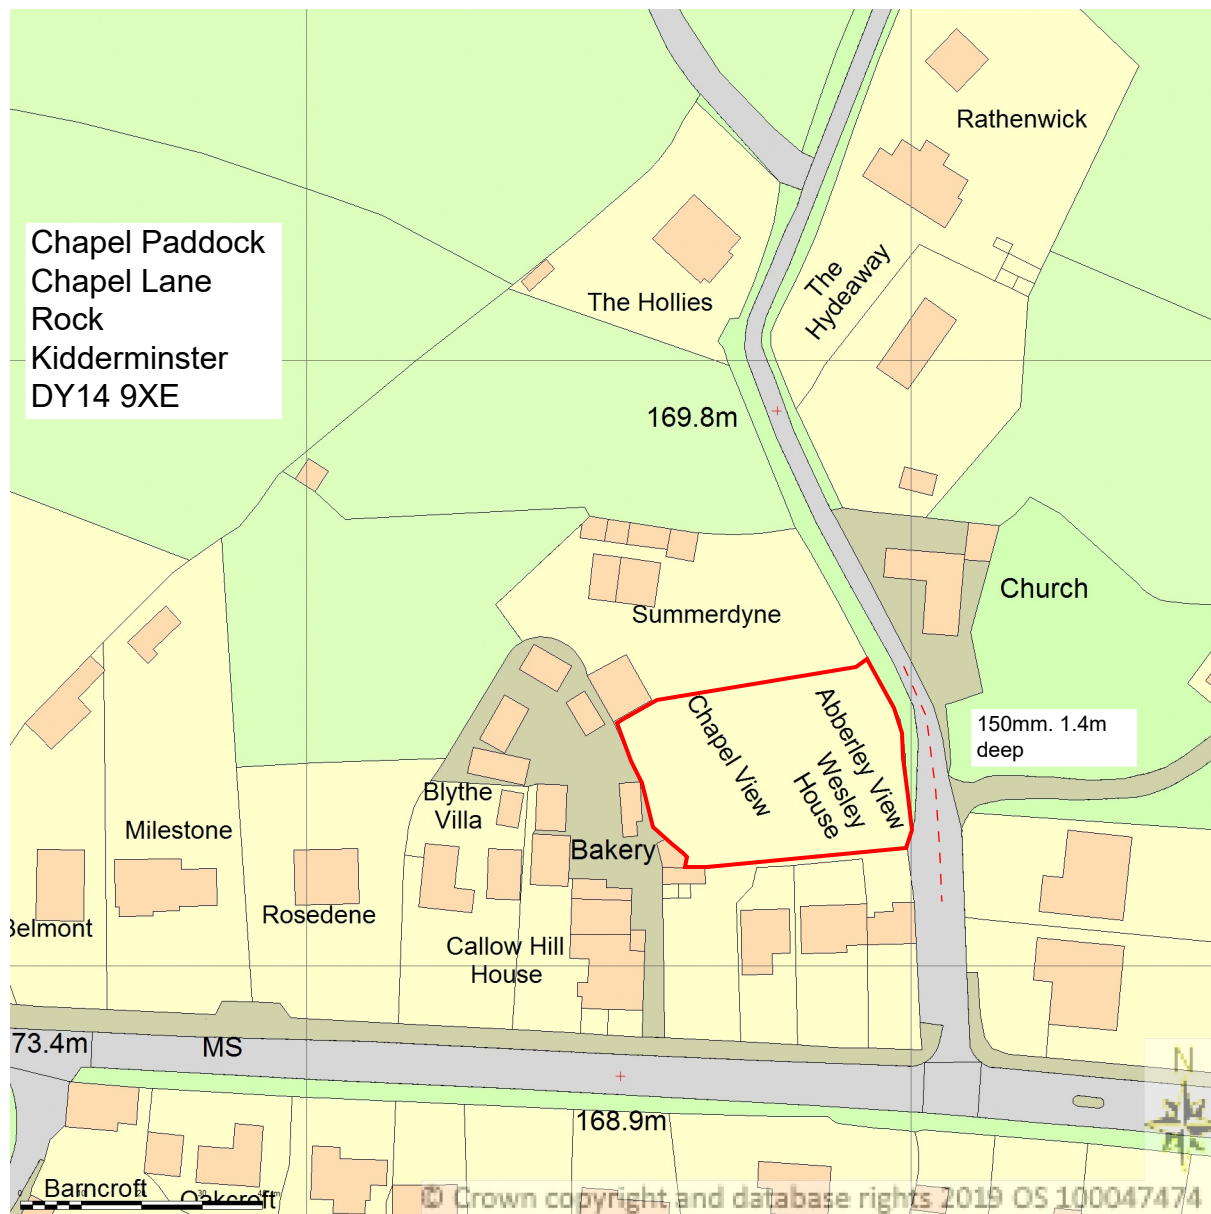 Chapel Paddock
Chapel Lane
Rock
Kidderminster
DY14 9XE
Rathenwick
The Hollies
The
Hydeaway
169.8m
Church
Summerdyne
Chapel View
Abberley View
Wesley
House
150mm. 1.4m
deep
Blythe
Villa
Milestone
Bakery
Rosedene
Belmont
Callow Hill
House
73.4m
MS
168.9m
N
Barncroft
Oakcroft
© Crown copyright and database rights 2019 OS 100047474